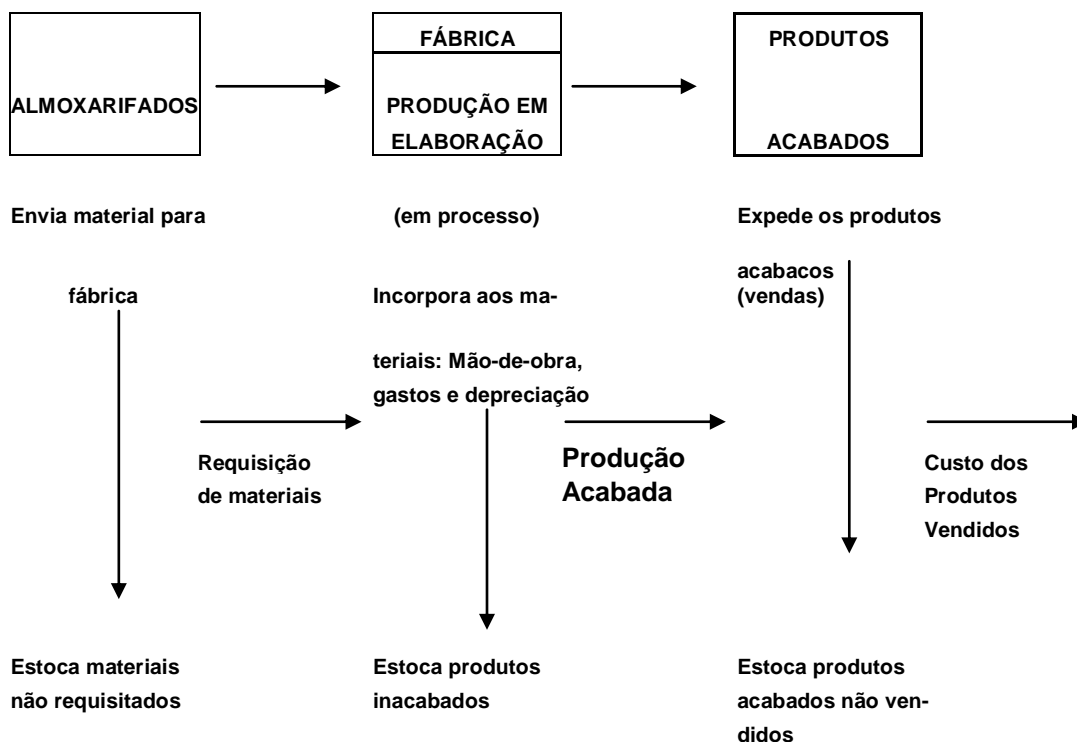 ALMOXARIFADOS
FÁBRICA
PRODUÇÃO EM
ELABORAÇÃO
PRODUTOS
ACABADOS
Envia material para
fábrica
(em processo)
Incorpora aos ma-
teriais: Mão-de-obra,
gastos e depreciação
Expede os produtos
acabacos
(vendas)
Requisição
de materiais
Produção
Acabada
Custo dos
Produtos
Vendidos
Estoca materiais
não requisitados
Estoca produtos
inacabados
Estoca produtos
acabados não ven-
didos